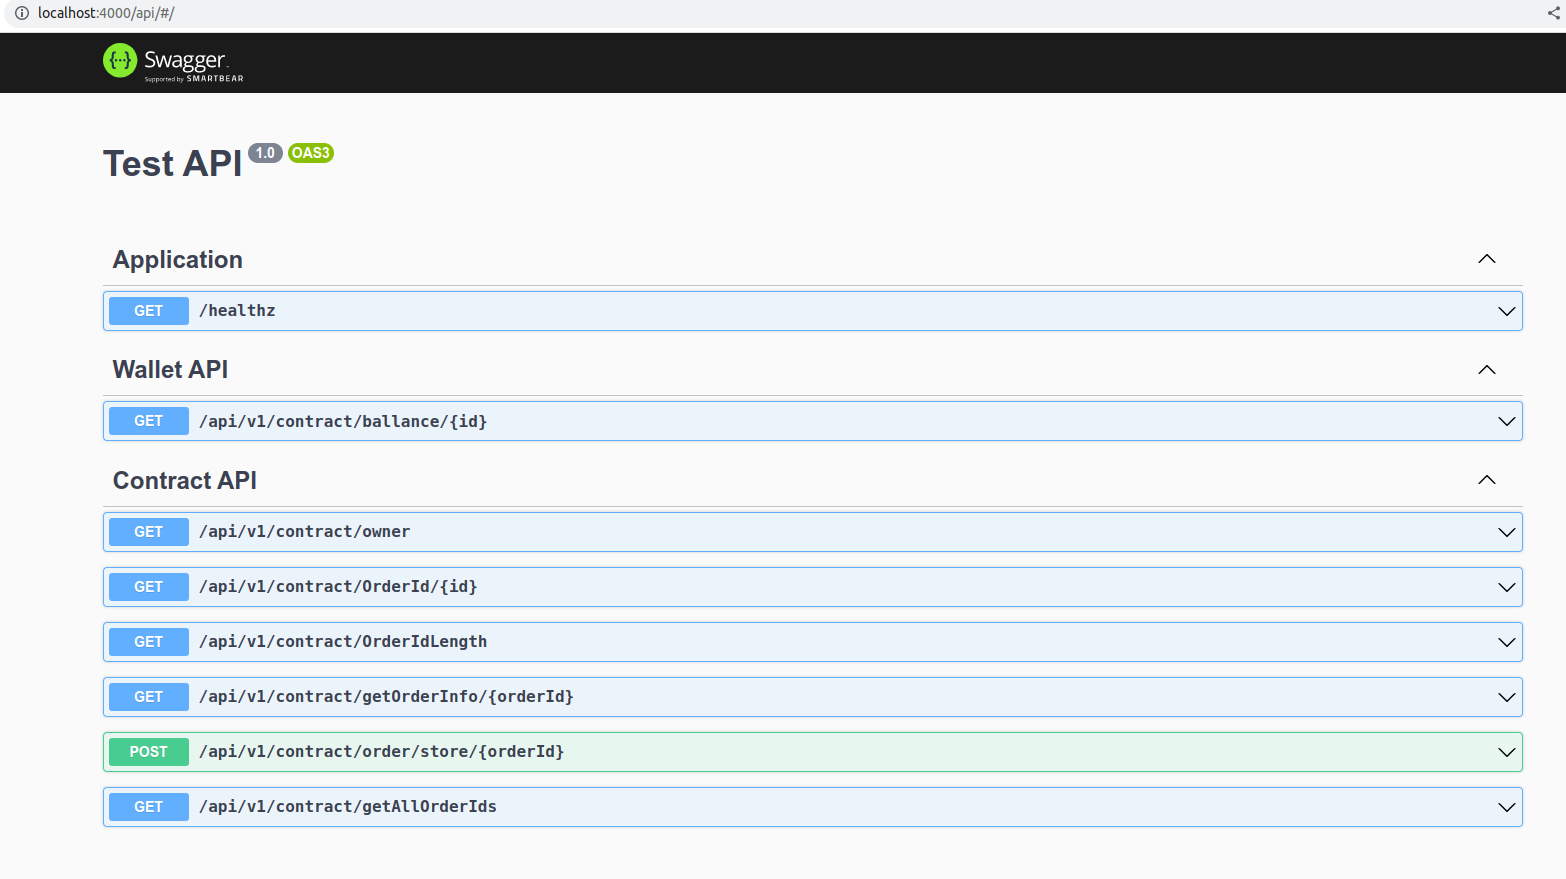 localhost:4000/api/#/
{···} Swagger
Supported by SMARTBEAR
Test API 1.0 OAS3
Application
GET /healthz
Wallet API
GET /api/v1/contract/ballance/{id}
Contract API
GET /api/v1/contract/owner
GET /api/v1/contract/OrderId/{id}
GET /api/v1/contract/OrderIdLength
GET /api/v1/contract/getOrderInfo/{orderId}
POST /api/v1/contract/order/store/{orderId}
GET /api/v1/contract/getAllOrderIds